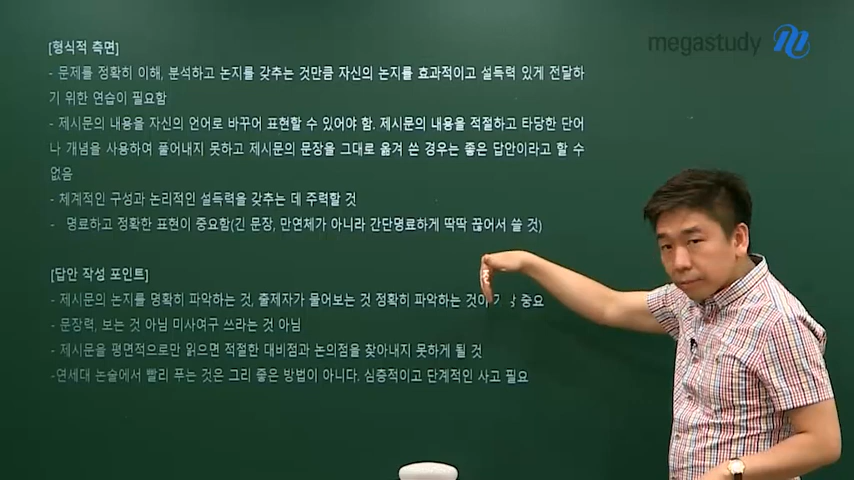 megastudy
[형식적 측면]
- 문제를 정확히 이해, 분석하고 논지를 갖추는 것만큼 자신의 논지를 효과적이고 설득력 있게 전달하
기 위한 연습이 필요함
- 제시문의 내용을 자신의 언어로 바꾸어 표현할 수 있어야 함. 제시문의 내용을 적절하고 타당한 단어
나 개념을 사용하여 풀어내지 못하고 제시문의 문장을 그대로 옮겨 쓴 경우는 좋은 답안이라고 할 수
없음
- 체계적인 구성과 논리적인 설득력을 갖추는 데 주력할 것
- 명료하고 정확한 표현이 중요함(긴 문장, 만연체가 아니라 간단명료하게 딱딱 끊어서 쓸 것)
[답안 작성 포인트]
- 제시문의 논지를 명확히 파악하는 것, 출제자가 물어보는 것 정확히 파악하는 것이 중요
- 문장력, 보는 것 아님 미사여구 쓰라는 것 아님
- 제시문을 평면적으로만 읽으면 적절한 대비점과 논의점을 찾아내지 못하게 될 것
-연세대 논술에서 빨리 푸는 것은 그리 좋은 방법이 아니다. 심층적이고 단계적인 사고 필요